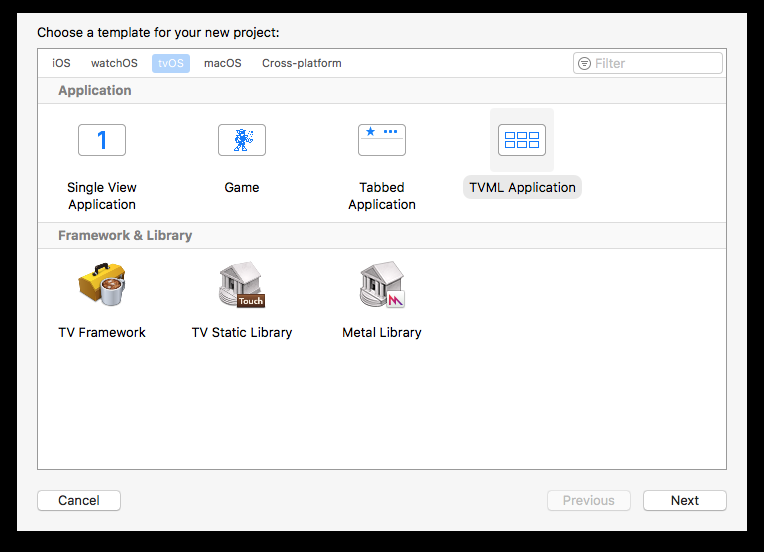 Choose a template for your new project:
iOS watchOS tvOS macOS Cross-platform Filter
Application
1
Single View Application
Game
Tabbed Application
TVML Application
Framework & Library
Touch
TV Framework
TV Static Library
Metal Library
Cancel Previous Next